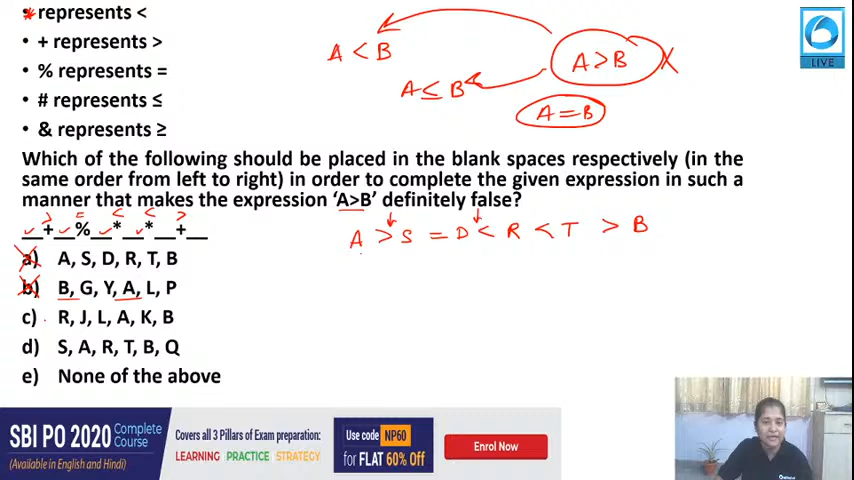 * represents <
+ represents >
% represents =
# represents ≤
& represents ≥
A < B
A ≤ B
A > B
A = B
LIVE
Which of the following should be placed in the blank spaces respectively (in the
same order from left to right) in order to complete the given expression in such a
manner that makes the expression 'A>B' definitely false?
> = < < >
__+__%__*__*__+__
A > S = D < R < T > B
a) A, S, D, R, T, B
b) B, G, Y, A, L, P
c) R, J, L, A, K, B
d) S, A, R, T, B, Q
e) None of the above
SBI PO 2020 Complete Course
(Available in English and Hindi)
Covers all 3 Pillars of Exam preparation:
LEARNING PRACTICE STRATEGY
Use code NP60
for FLAT 60% Off
Enrol Now